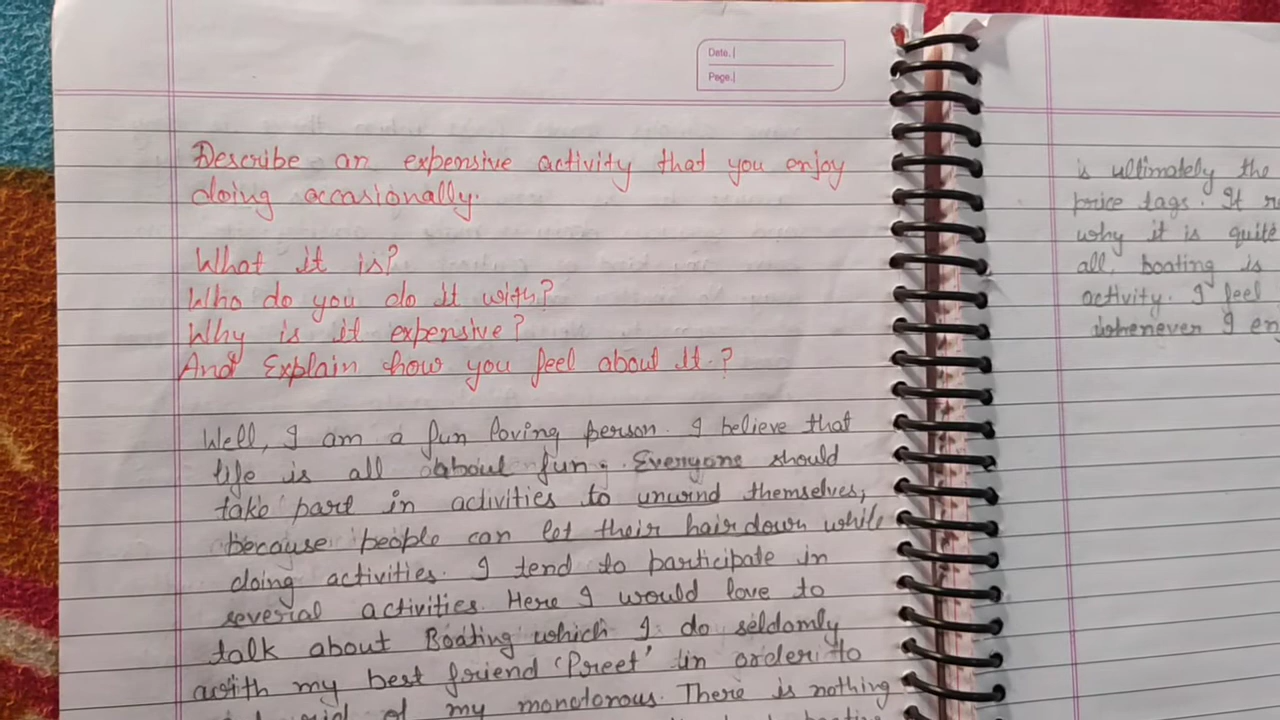 Date.|
Page.|
Describe an expensive activity that you enjoy
doing occasionally.
What it is?
Who do you do it with?
Why is it expensive?
And Explain how you feel about it.?
Well, I am a fun loving person. I believe that
life is all about fun. Everyone should
take part in activities to unwind themselves,
because people can let their hair down while
doing activities. I tend to participate in
several activities. Here I would love to
talk about Boating which I do seldomly
with my best friend 'Preet' in order to
of my monotorous. There is nothing
is ultimately the
price tags. It
why it is quite
all, boating is
activity. I feel
whenever I